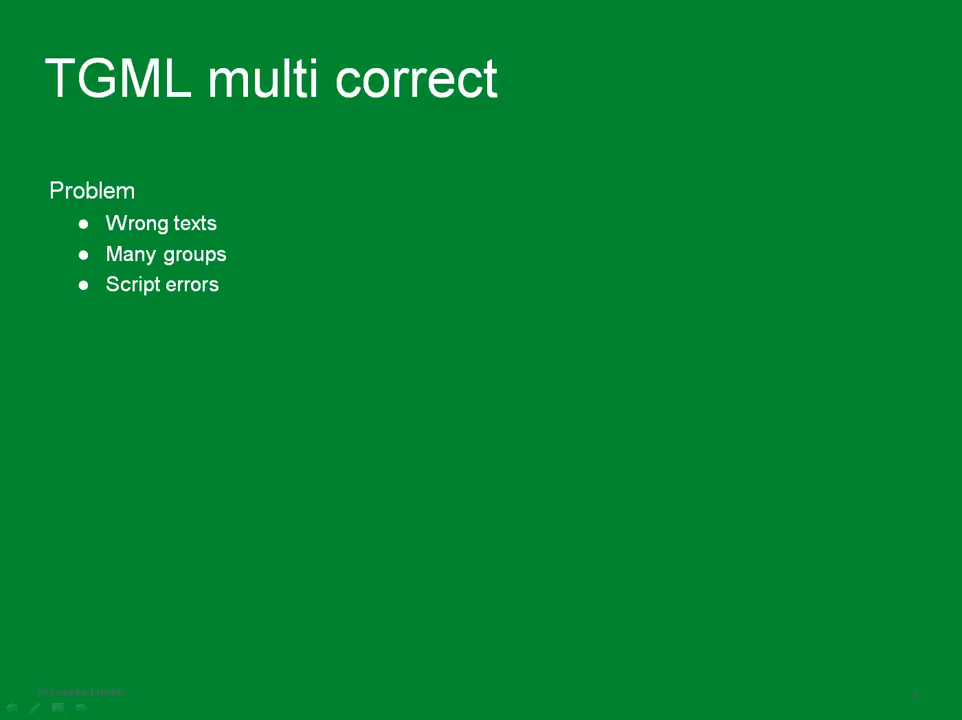 TGML multi correct
Problem
● Wrong texts
● Many groups
● Script errors